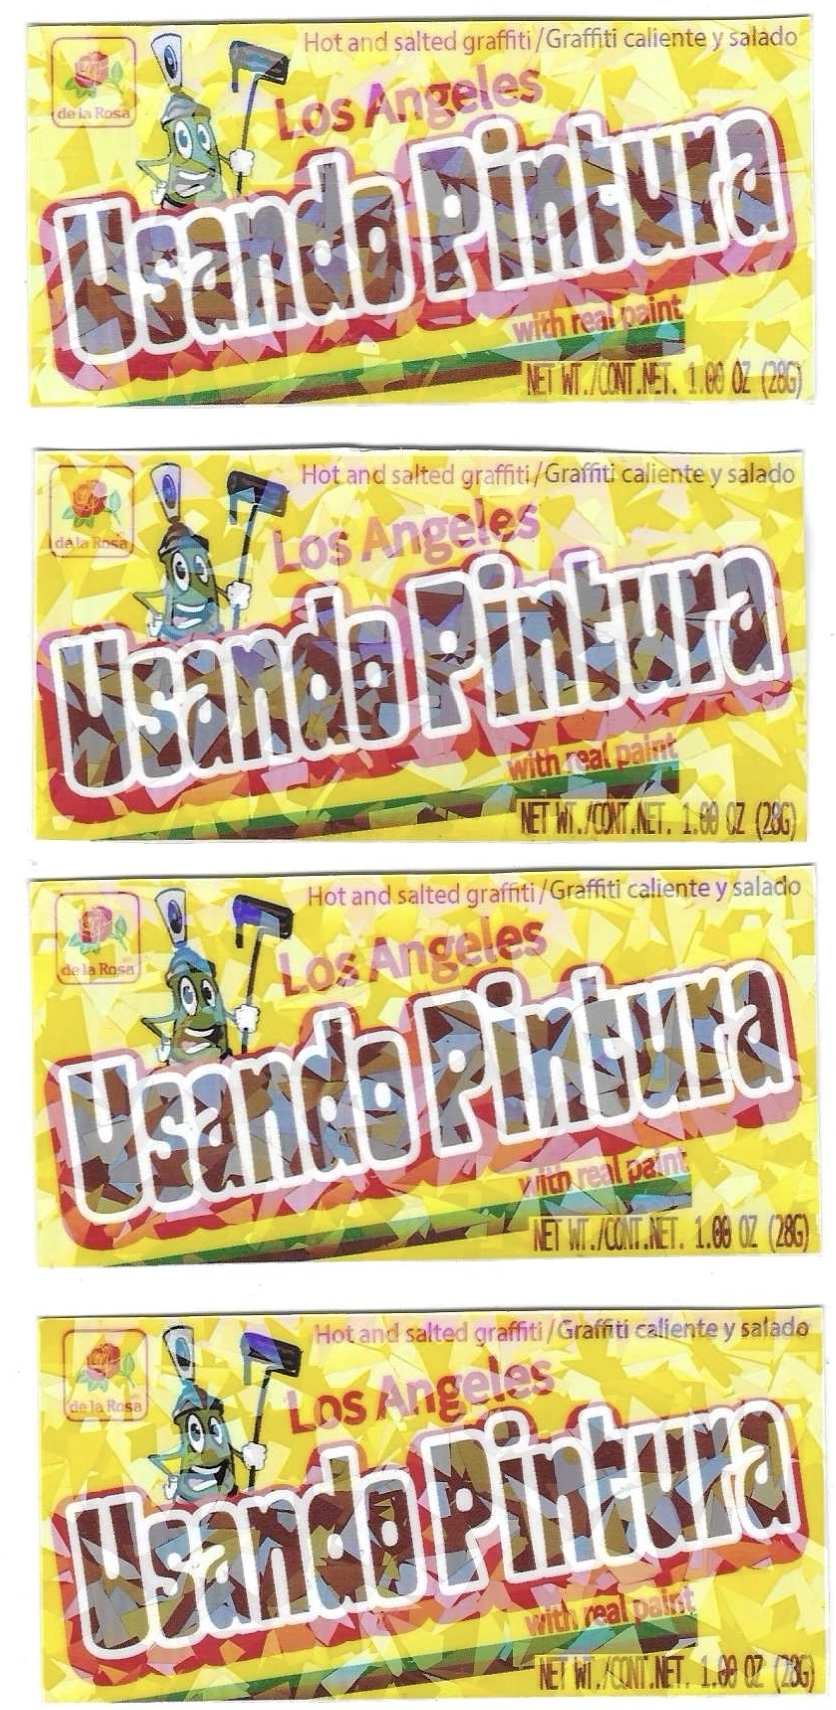 Hot and salted graffiti/Graffiti caliente y salado
de la Rosa
Los Angeles
Usando Pintura
with real paint
NET WT./CONT.NET. 1.00 OZ (28G)
Hot and salted graffiti/Graffiti caliente y salado
de la Rosa
Los Angeles
Usando Pintura
with real paint
NET WT./CONT.NET. 1.00 OZ (28G)
Hot and salted graffiti/Graffiti caliente y salado
de la Rosa
Los Angeles
Usando Pintura
with real paint
NET WT./CONT.NET. 1.00 OZ (28G)
Hot and salted graffiti/Graffiti caliente y salado
de la Rosa
Los Angeles
Usando Pintura
with real paint
NET WT./CONT.NET. 1.00 OZ (28G)